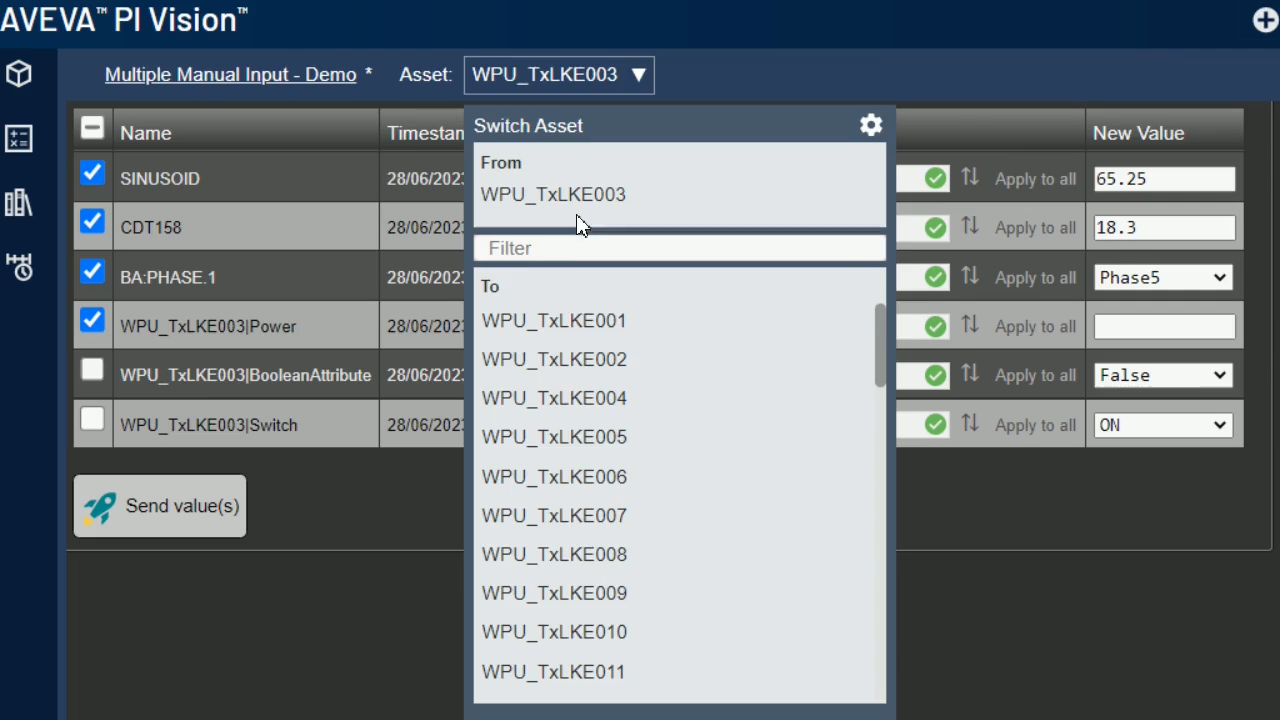 AVEVA™ PI Vision™
Multiple Manual Input - Demo * Asset: WPU_TxLKE003
Name Timestam New Value
SINUSOID 28/06/202 Apply to all 65.25
CDT158 28/06/202 Apply to all 18.3
BA:PHASE.1 28/06/202 Apply to all Phase5
WPU_TxLKE003|Power 28/06/202 Apply to all
WPU_TxLKE003|BooleanAttribute 28/06/202 Apply to all False
WPU_TxLKE003|Switch 28/06/202 Apply to all ON
Send value(s)
Switch Asset
From
WPU_TxLKE003
Filter
To
WPU_TxLKE001
WPU_TxLKE002
WPU_TxLKE004
WPU_TxLKE005
WPU_TxLKE006
WPU_TxLKE007
WPU_TxLKE008
WPU_TxLKE009
WPU_TxLKE010
WPU_TxLKE011